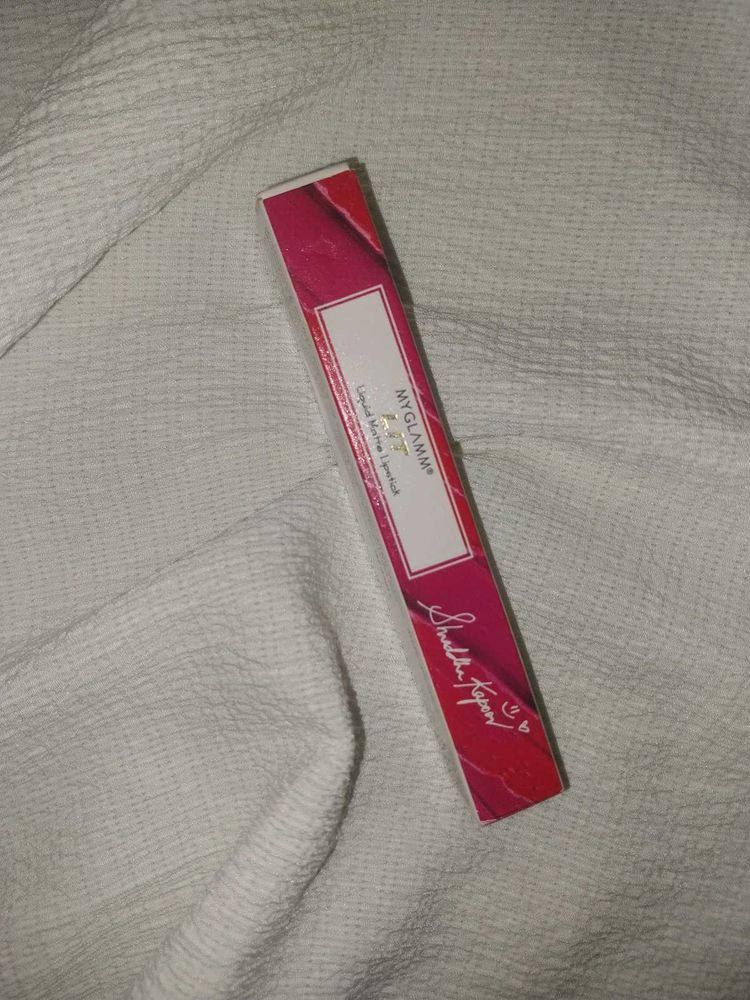 MYGLAMM®
LIT
Liquid Matte Lipstick
Shraddha Kapoor